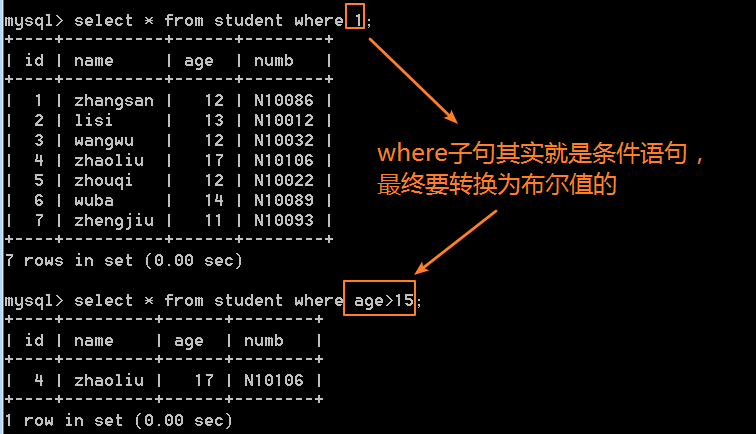 mysql> select * from student where 1;
+----+-----------+------+--------+
| id | name      | age  | numb   |
+----+-----------+------+--------+
|  1 | zhangsan  |   12 | N10086 |
|  2 | lisi      |   13 | N10012 |
|  3 | wangwu    |   12 | N10032 |
|  4 | zhaoliu   |   17 | N10106 |
|  5 | zhouqi    |   12 | N10022 |
|  6 | wuba      |   14 | N10089 |
|  7 | zhengjiu  |   11 | N10093 |
+----+-----------+------+--------+
7 rows in set (0.00 sec)
where子句其实就是条件语句，
最终要转换为布尔值的
mysql> select * from student where age>15;
+----+---------+------+--------+
| id | name    | age  | numb   |
+----+---------+------+--------+
|  4 | zhaoliu |   17 | N10106 |
+----+---------+------+--------+
1 row in set (0.00 sec)